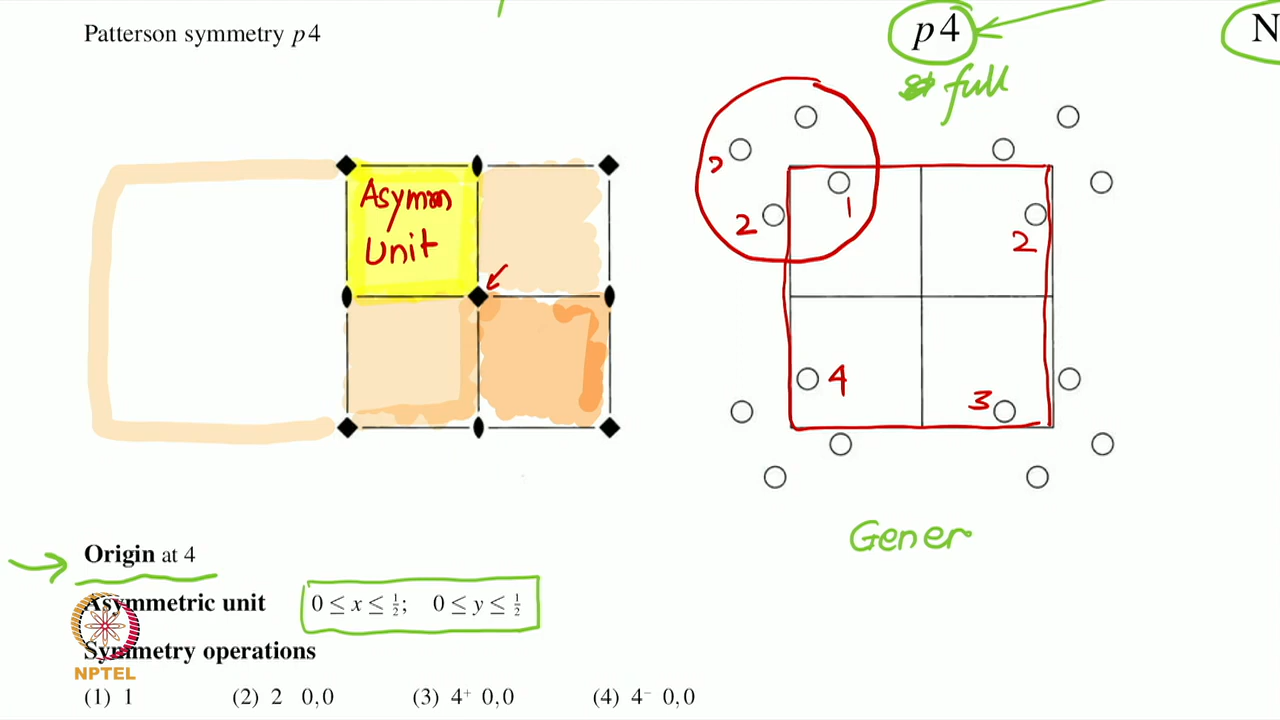 Patterson symmetry p4
p4
N
full
Asymm
Unit
1
2
2
4
3
Gener
Origin at 4
Asymmetric unit 0 ≤ x ≤ ½; 0 ≤ y ≤ ½
Symmetry operations
NPTEL
(1) 1 (2) 2 0,0 (3) 4⁺ 0,0 (4) 4⁻ 0,0